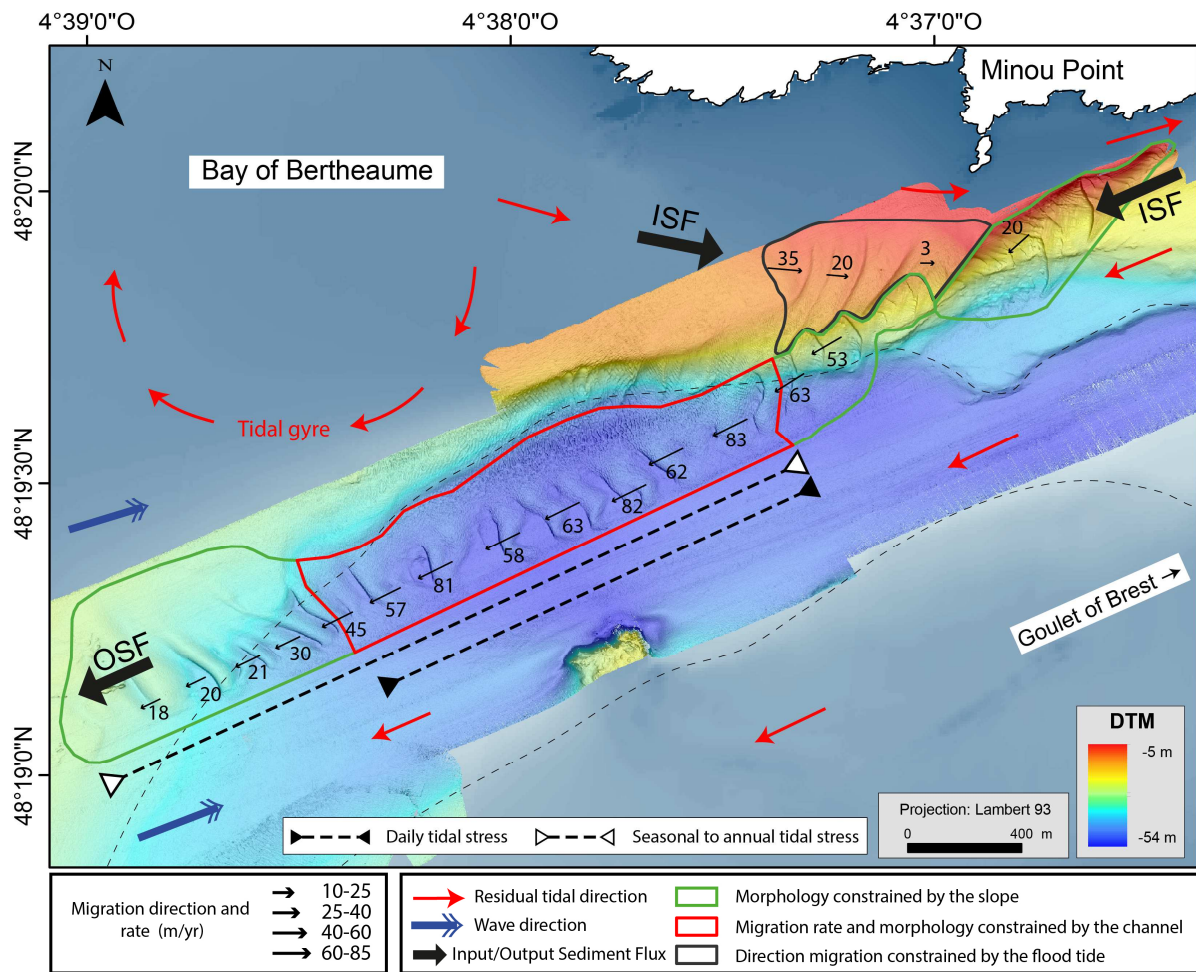 4°39'0"O 4°38'0"O 4°37'0"O
N
Minou Point
Bay of Bertheaume
48°20'0"N
ISF
ISF
20
35 20 3
53
63
Tidal gyre
83
48°19'30"N
62
82
63
58
81
57
45
Goulet of Brest
30
OSF
21
20
18
48°19'0"N
DTM
-5 m
-54 m
Projection: Lambert 93
0 400 m
Daily tidal stress Seasonal to annual tidal stress
Migration direction and
rate (m/yr)
10-25
25-40
40-60
60-85
Residual tidal direction
Wave direction
Input/Output Sediment Flux
Morphology constrained by the slope
Migration rate and morphology constrained by the channel
Direction migration constrained by the flood tide